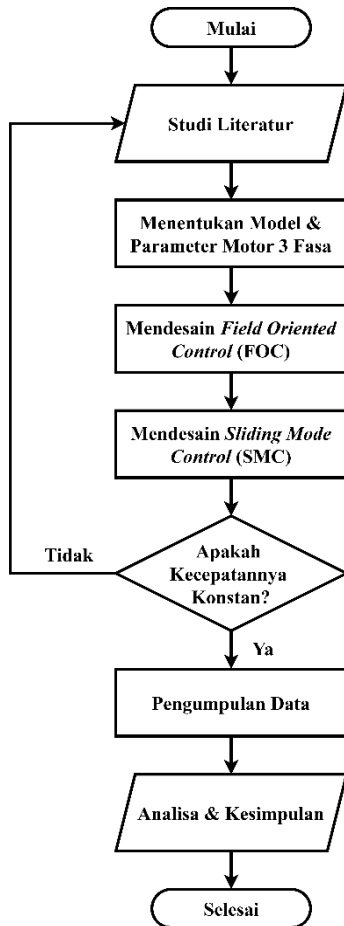 Mulai
Studi Literatur
Menentukan Model &
Parameter Motor 3 Fasa
Mendesain Field Oriented
Control (FOC)
Mendesain Sliding Mode
Control (SMC)
Tidak
Apakah
Kecepatannya
Konstan?
Ya
Pengumpulan Data
Analisa & Kesimpulan
Selesai